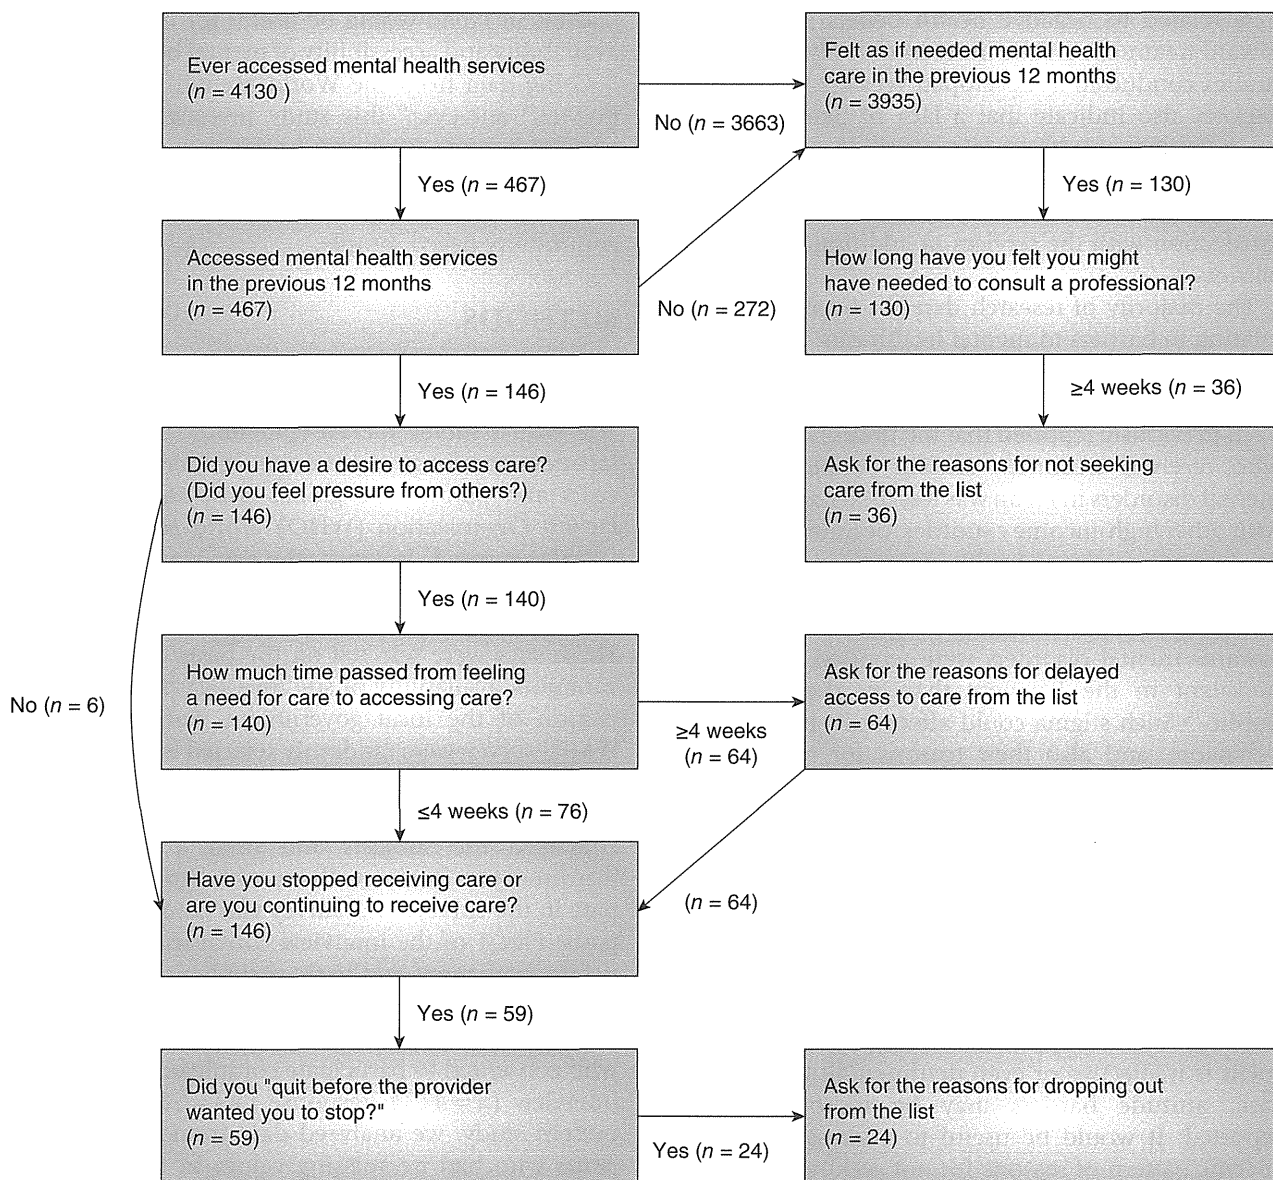 Ever accessed mental health services
(n = 4130 )
Felt as if needed mental health
care in the previous 12 months
(n = 3935)
No (n = 3663)
Yes (n = 467)
Yes (n = 130)
Accessed mental health services
in the previous 12 months
(n = 467)
How long have you felt you might
have needed to consult a professional?
(n = 130)
No (n = 272)
Yes (n = 146)
≥4 weeks (n = 36)
Did you have a desire to access care?
(Did you feel pressure from others?)
(n = 146)
Ask for the reasons for not seeking
care from the list
(n = 36)
Yes (n = 140)
How much time passed from feeling
a need for care to accessing care?
(n = 140)
Ask for the reasons for delayed
access to care from the list
(n = 64)
No (n = 6)
≥4 weeks
(n = 64)
≤4 weeks (n = 76)
Have you stopped receiving care or
are you continuing to receive care?
(n = 146)
(n = 64)
Yes (n = 59)
Did you "quit before the provider
wanted you to stop?"
(n = 59)
Ask for the reasons for dropping out
from the list
(n = 24)
Yes (n = 24)